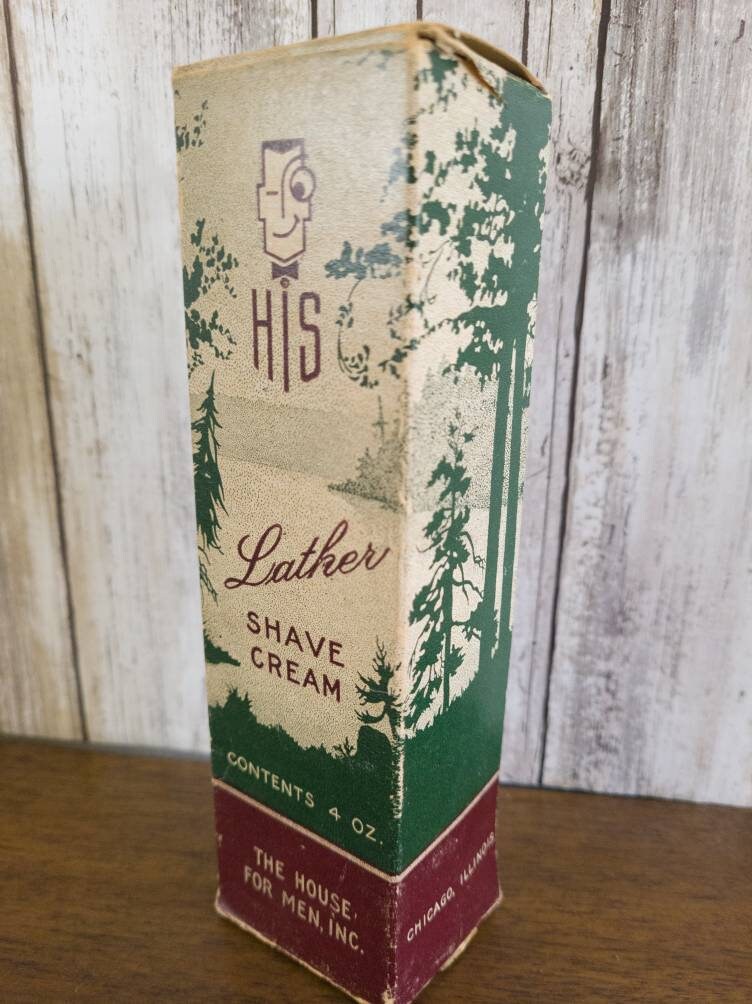 HIS
Lather
SHAVE
CREAM
CONTENTS 4 OZ.
THE HOUSE
FOR MEN, INC.
CHICAGO, ILLINOIS